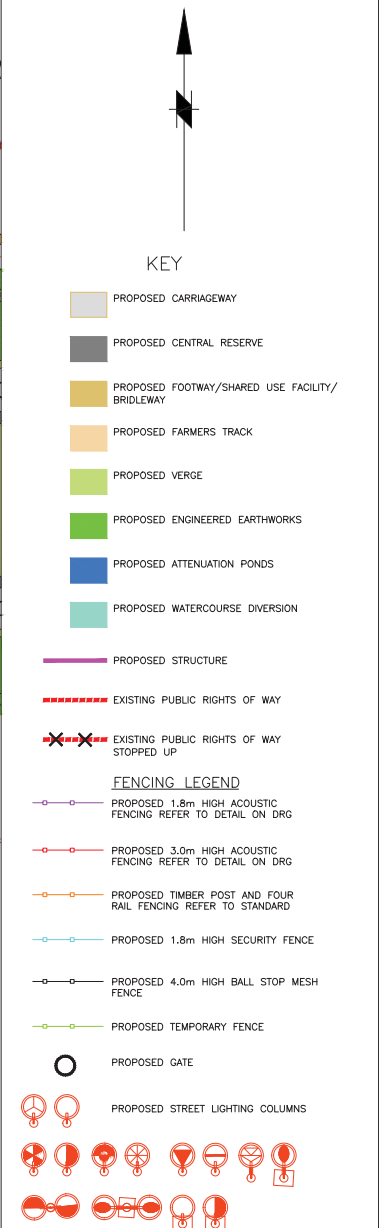 KEY
PROPOSED CARRIAGEWAY
PROPOSED CENTRAL RESERVE
PROPOSED FOOTWAY/SHARED USE FACILITY/
BRIDLEWAY
PROPOSED FARMERS TRACK
PROPOSED VERGE
PROPOSED ENGINEERED EARTHWORKS
PROPOSED ATTENUATION PONDS
PROPOSED WATERCOURSE DIVERSION
PROPOSED STRUCTURE
EXISTING PUBLIC RIGHTS OF WAY
EXISTING PUBLIC RIGHTS OF WAY
STOPPED UP
FENCING LEGEND
PROPOSED 1.8m HIGH ACOUSTIC
FENCING REFER TO DETAIL ON DRG
PROPOSED 3.0m HIGH ACOUSTIC
FENCING REFER TO DETAIL ON DRG
PROPOSED TIMBER POST AND FOUR
RAIL FENCING REFER TO STANDARD
PROPOSED 1.8m HIGH SECURITY FENCE
PROPOSED 4.0m HIGH BALL STOP MESH
FENCE
PROPOSED TEMPORARY FENCE
PROPOSED GATE
PROPOSED STREET LIGHTING COLUMNS